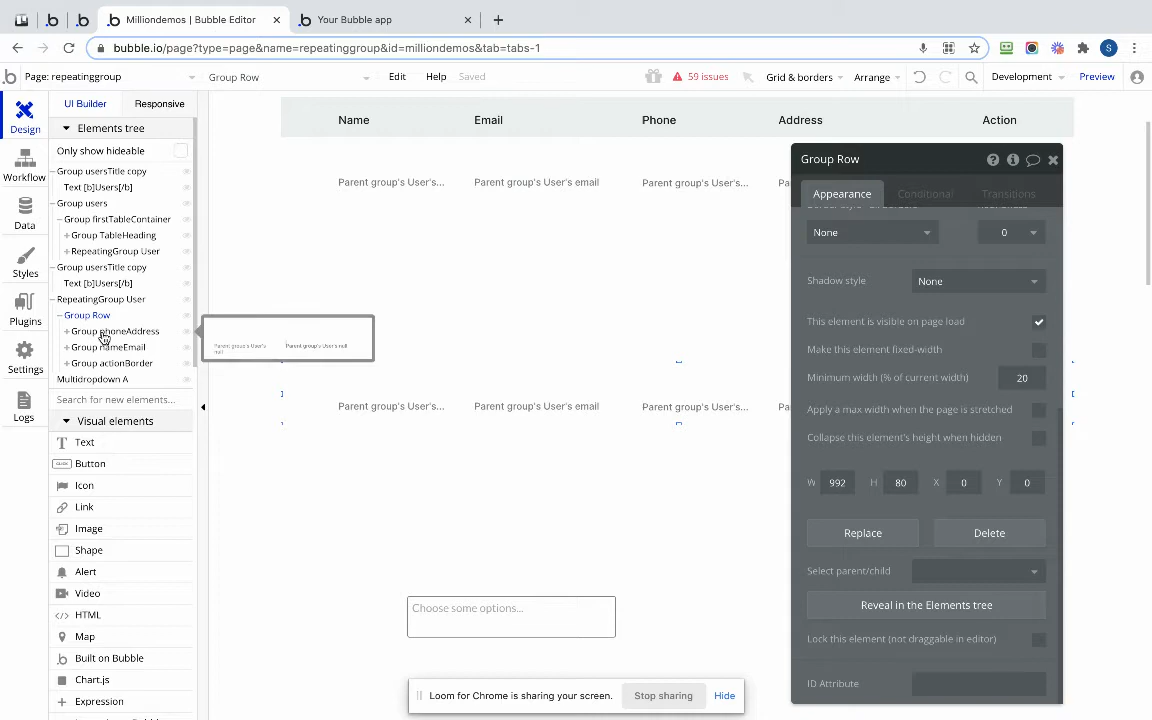 Milliondemos | Bubble Editor
Your Bubble app
bubble.io/page?type=page&name=repeatinggroup&id=milliondemos&tab=tabs-1
S
Page: repeatinggroup
Group Row
Edit
Help
Saved
59 issues
Grid & borders
Arrange
Development
Preview
Design
Workflow
Data
Styles
Plugins
Settings
Logs
UI Builder
Responsive
Elements tree
Only show hideable
Group usersTitle copy
Text [b]Users[/b]
Group users
Group firstTableContainer
Group TableHeading
RepeatingGroup User
Group usersTitle copy
Text [b]Users[/b]
RepeatingGroup User
Group Row
Group phoneAddress
Group nameEmail
Group actionBorder
Multidropdown A
Search for new elements...
Visual elements
Text
CLICK Button
Icon
Link
Image
Shape
Alert
Video
</> HTML
Map
Built on Bubble
Chart.js
Expression
Name
Email
Phone
Address
Action
Parent group's User's...
Parent group's User email
Parent group's User's...
Parent group's User's
null
Parent group's User's null
Parent group's User's...
Parent group's User email
Parent group's User's...
Choose some options...
Group Row
Appearance
Conditional
Transitions
None
0
Shadow style
None
This element is visible on page load
Make this element fixed-width
Minimum width (% of current width)
20
Apply a max width when the page is stretched
Collapse this element's height when hidden
W 992 H 80 X 0 Y 0
Replace
Delete
Select parent/child
Reveal in the Elements tree
Lock this element (not draggable in editor)
ID Attribute
Loom for Chrome is sharing your screen.
Stop sharing
Hide